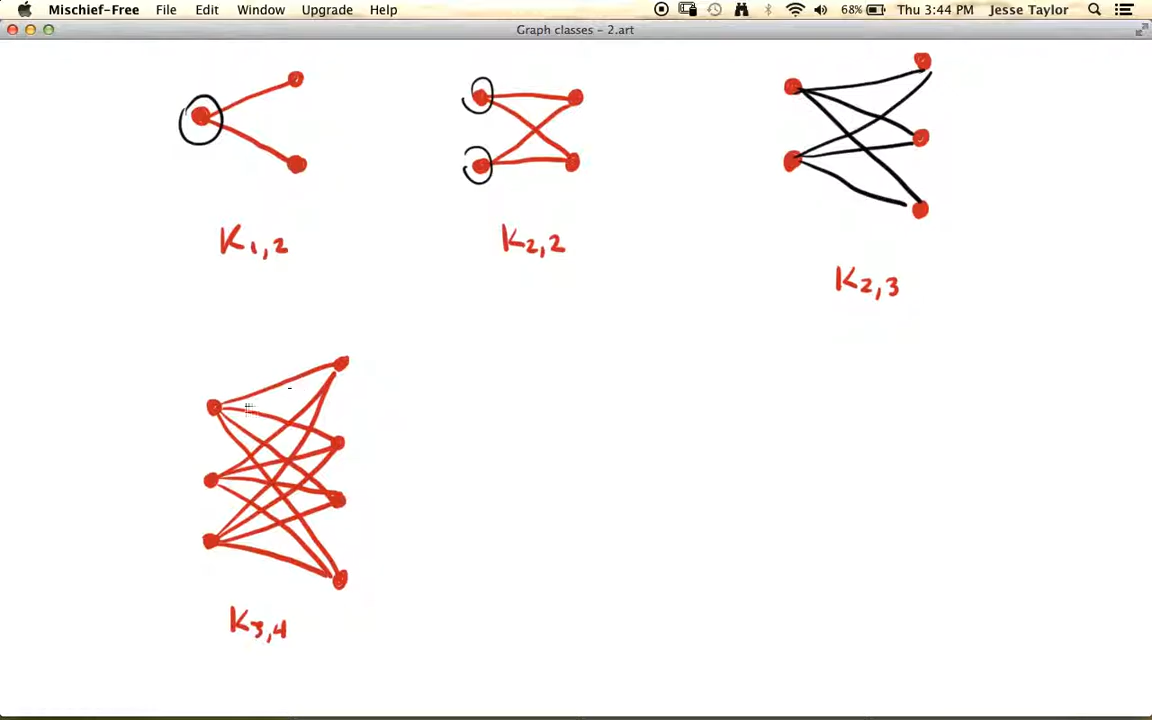 Mischief-Free File Edit Window Upgrade Help 68% Thu 3:44 PM Jesse Taylor
Graph classes - 2.art
K1,2
K2,2
K2,3
K3,4